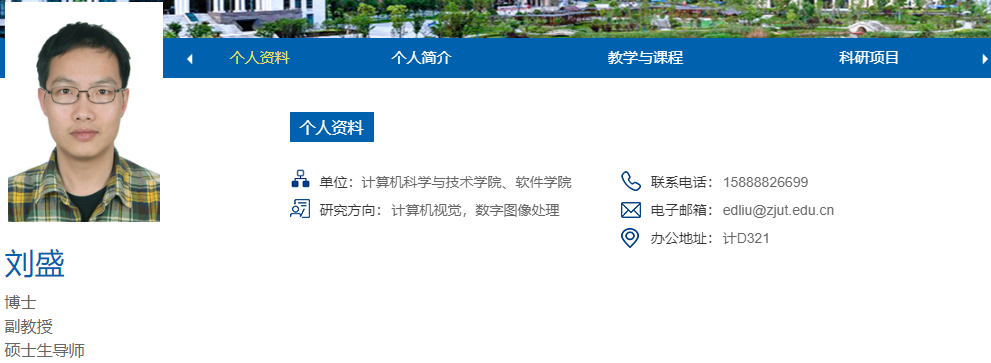 个人资料 个人简介 教学与课程 科研项目
个人资料
单位：计算机科学与技术学院、软件学院
联系电话：15888826699
研究方向：计算机视觉，数字图像处理
电子邮箱：edliu@zjut.edu.cn
办公地址：计D321
刘盛
博士
副教授
硕士生导师